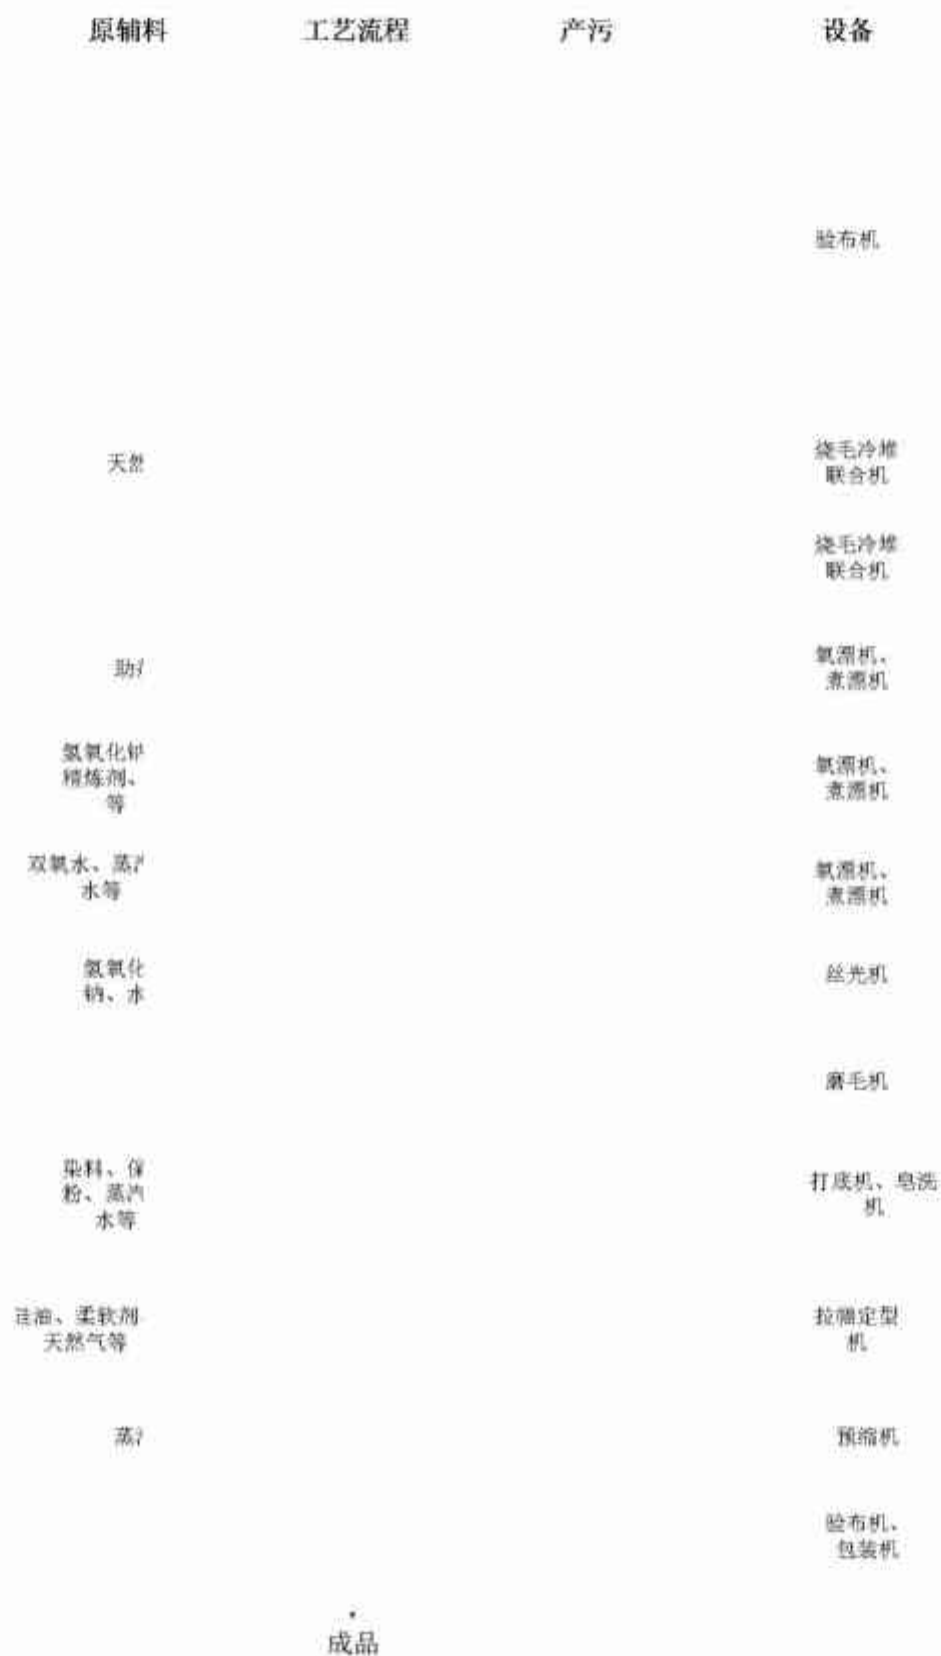 原辅料 工艺流程 产污 设备
验布机
天然 烧毛冷堆
联合机
烧毛冷堆
联合机
助 氧漂机、
煮漂机
氢氧化钠
精炼剂、
等
氧漂机、
煮漂机
双氧水、蒸
水等
氧漂机、
煮漂机
氢氧化
钠、水
丝光机
磨毛机
染料、保
粉、蒸汽
水等
打底机、皂洗
机
硅油、柔软剂
天然气等
拉幅定型
机
蒸 预缩机
验布机、
包装机
成品